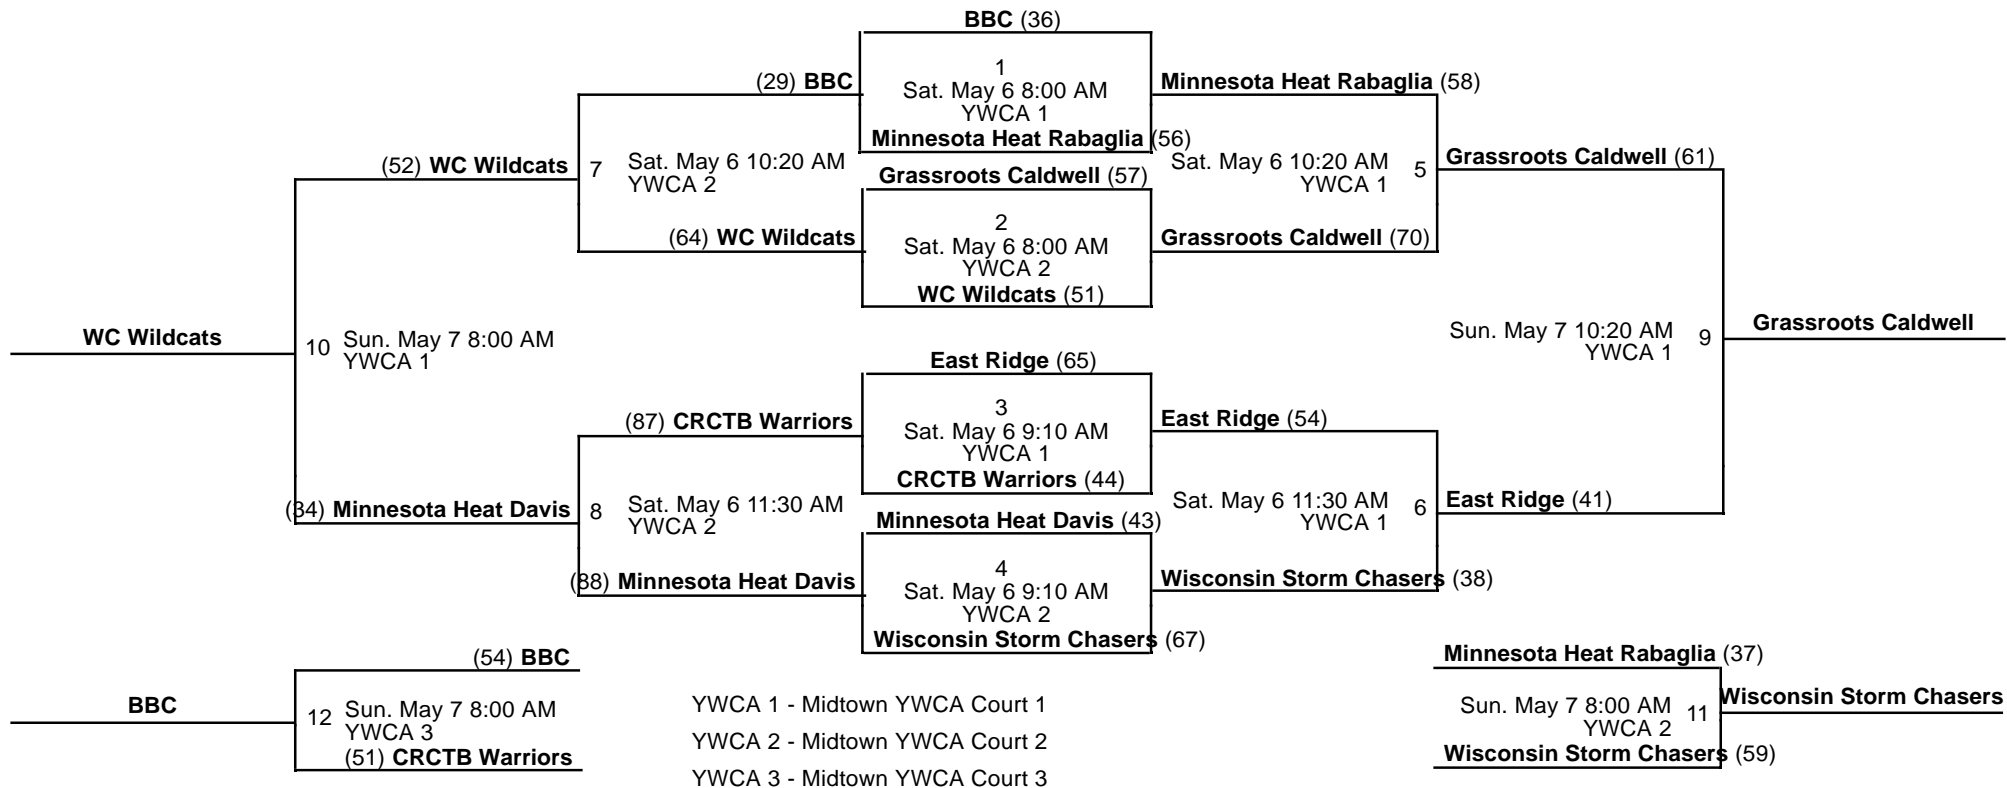 BBC (36)
1
Sat. May 6 8:00 AM
YWCA 1
Minnesota Heat Rabaglia (56)
Grassroots Caldwell (57)
2
Sat. May 6 8:00 AM
YWCA 2
WC Wildcats (51)
East Ridge (65)
3
Sat. May 6 9:10 AM
YWCA 1
CRCTB Warriors (44)
Minnesota Heat Davis (43)
4
Sat. May 6 9:10 AM
YWCA 2
Wisconsin Storm Chasers (67)
Minnesota Heat Rabaglia (58)
Sat. May 6 10:20 AM
YWCA 1
5
Grassroots Caldwell (70)
East Ridge (54)
Sat. May 6 11:30 AM
YWCA 1
6
Wisconsin Storm Chasers (38)
Grassroots Caldwell (61)
Sun. May 7 10:20 AM
YWCA 1
9
East Ridge (41)
Grassroots Caldwell
(29) BBC
7
Sat. May 6 10:20 AM
YWCA 2
(64) WC Wildcats
(87) CRCTB Warriors
8
Sat. May 6 11:30 AM
YWCA 2
(88) Minnesota Heat Davis
(52) WC Wildcats
10
Sun. May 7 8:00 AM
YWCA 1
(34) Minnesota Heat Davis
WC Wildcats
(54) BBC
12
Sun. May 7 8:00 AM
YWCA 3
(51) CRCTB Warriors
BBC
YWCA 1 - Midtown YWCA Court 1
YWCA 2 - Midtown YWCA Court 2
YWCA 3 - Midtown YWCA Court 3
Minnesota Heat Rabaglia (37)
Sun. May 7 8:00 AM
YWCA 2
11
Wisconsin Storm Chasers (59)
Wisconsin Storm Chasers